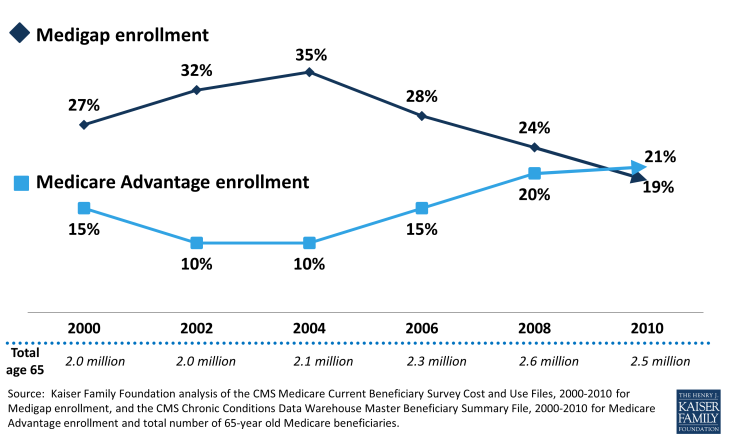 Medigap enrollment
27%
32%
35%
28%
24%
19%
Medicare Advantage enrollment
15%
10%
10%
15%
20%
21%
2000 2002 2004 2006 2008 2010
Total
age 65
2.0 million 2.0 million 2.1 million 2.3 million 2.6 million 2.5 million
Source: Kaiser Family Foundation analysis of the CMS Medicare Current Beneficiary Survey Cost and Use Files, 2000-2010 for
Medigap enrollment, and the CMS Chronic Conditions Data Warehouse Master Beneficiary Summary File, 2000-2010 for Medicare
Advantage enrollment and total number of 65-year old Medicare beneficiaries.
THE HENRY J.
KAISER
FAMILY
FOUNDATION